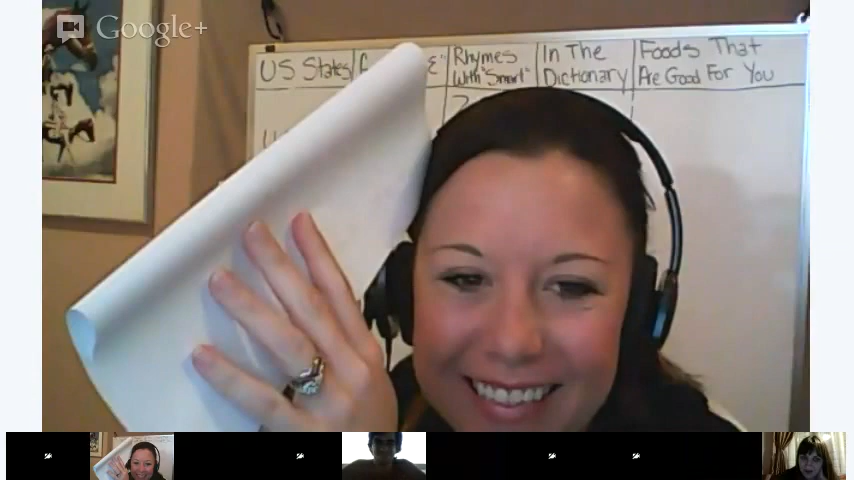 Google+
US States
Rhymes
With "Smart"
In The
Dictionary
Foods That
Are Good For You